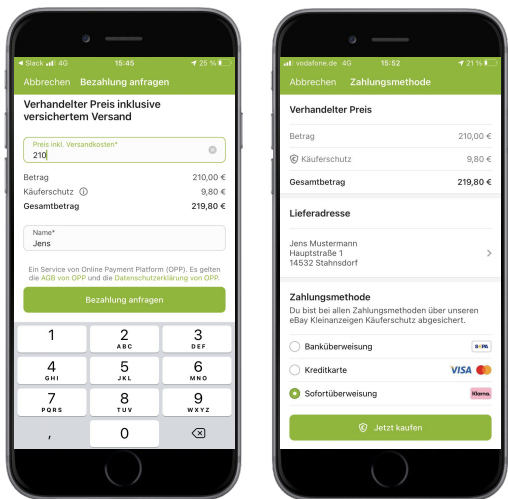 Slack 4G 15:45 25 %
Abbrechen Bezahlung anfragen
Verhandelter Preis inklusive
versichertem Versand
Preis inkl. Versandkosten*
210
Betrag 210,00 €
Käuferschutz 9,80 €
Gesamtbetrag 219,80 €
Name*
Jens
Ein Service von Online Payment Platform (OPP). Es gelten
die AGB von OPP und die Datenschutzerklärung von OPP.
Bezahlung anfragen
1 2 3
ABC DEF
4 5 6
GHI JKL MNO
7 8 9
PQRS TUV WXYZ
, 0
vodafone.de 4G 15:52 21 %
Abbrechen Zahlungsmethode
Verhandelter Preis
Betrag 210,00 €
Käuferschutz 9,80 €
Gesamtbetrag 219,80 €
Lieferadresse
Jens Mustermann
Hauptstraße 1
14532 Stahnsdorf
Zahlungsmethode
Du bist bei allen Zahlungsmethoden über unseren
eBay Kleinanzeigen Käuferschutz abgesichert.
Banküberweisung SEPA
Kreditkarte VISA
Sofortüberweisung Klarna.
Jetzt kaufen